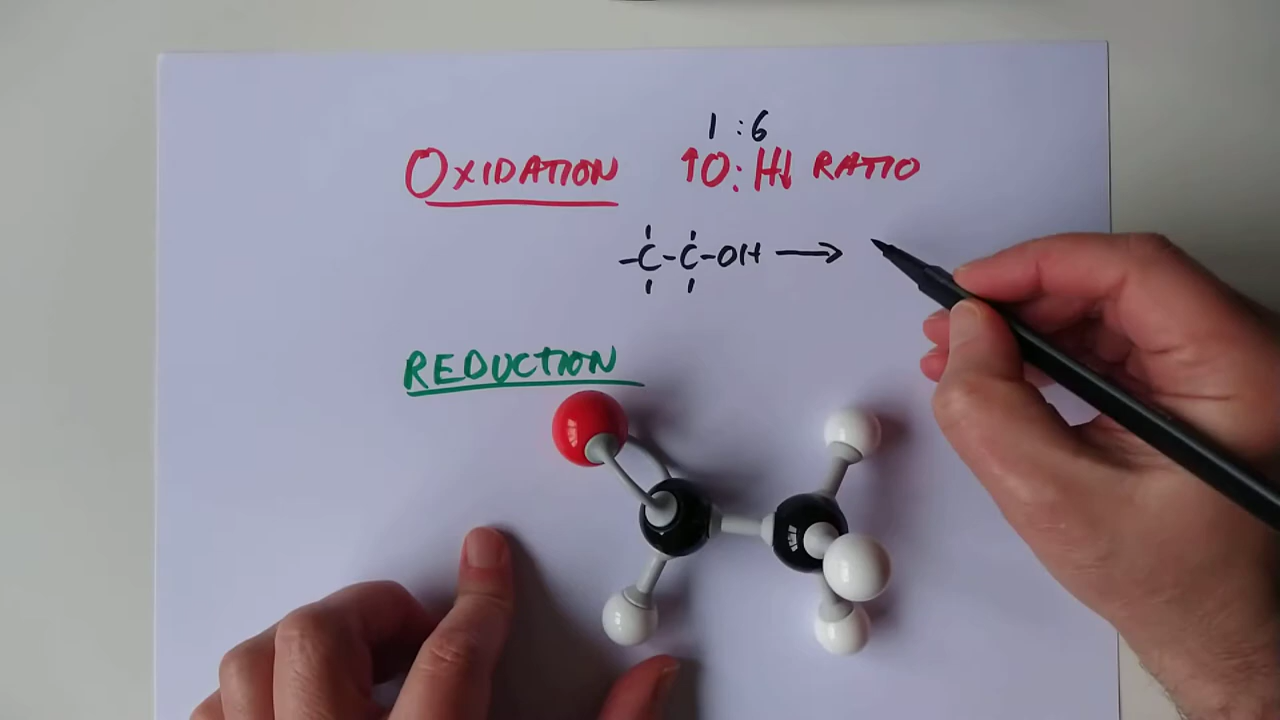 1 : 6
OXIDATION ↑O:H↓ RATIO
-C-C-OH →
REDUCTION